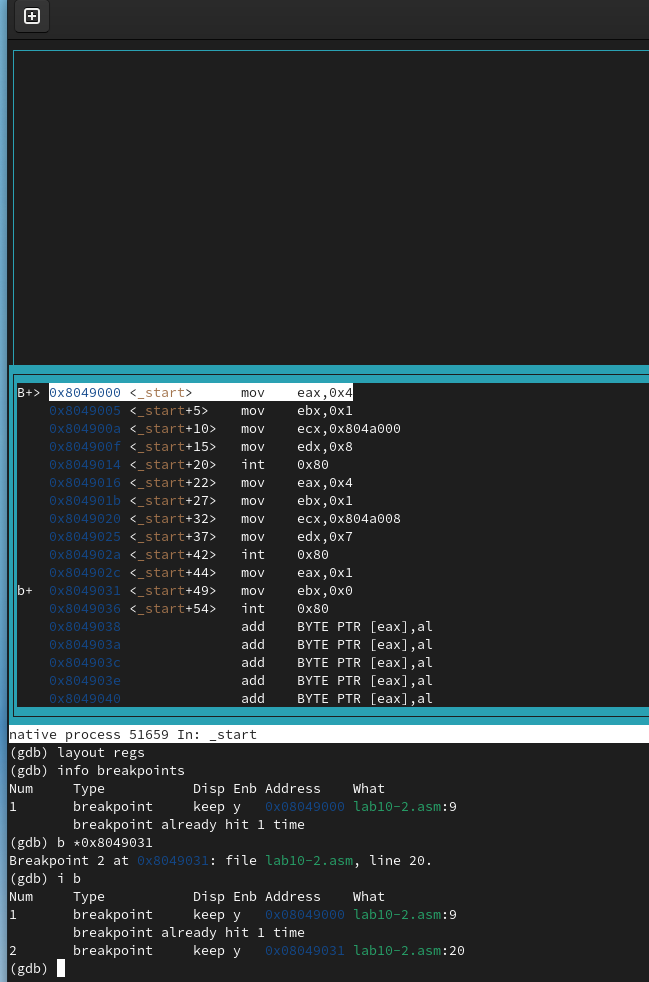 B+> 0x8049000 <_start>      mov    eax,0x4
    0x8049005 <_start+5>    mov    ebx,0x1
    0x804900a <_start+10>   mov    ecx,0x804a000
    0x804900f <_start+15>   mov    edx,0x8
    0x8049014 <_start+20>   int    0x80
    0x8049016 <_start+22>   mov    eax,0x4
    0x804901b <_start+27>   mov    ebx,0x1
    0x8049020 <_start+32>   mov    ecx,0x804a008
    0x8049025 <_start+37>   mov    edx,0x7
    0x804902a <_start+42>   int    0x80
    0x804902c <_start+44>   mov    eax,0x1
b+  0x8049031 <_start+49>   mov    ebx,0x0
    0x8049036 <_start+54>   int    0x80
    0x8049038               add    BYTE PTR [eax],al
    0x804903a               add    BYTE PTR [eax],al
    0x804903c               add    BYTE PTR [eax],al
    0x804903e               add    BYTE PTR [eax],al
    0x8049040               add    BYTE PTR [eax],al
native process 51659 In: _start
(gdb) layout regs
(gdb) info breakpoints
Num     Type           Disp Enb Address    What
1       breakpoint     keep y   0x08049000 lab10-2.asm:9
        breakpoint already hit 1 time
(gdb) b *0x8049031
Breakpoint 2 at 0x8049031: file lab10-2.asm, line 20.
(gdb) i b
Num     Type           Disp Enb Address    What
1       breakpoint     keep y   0x08049000 lab10-2.asm:9
        breakpoint already hit 1 time
2       breakpoint     keep y   0x08049031 lab10-2.asm:20
(gdb)